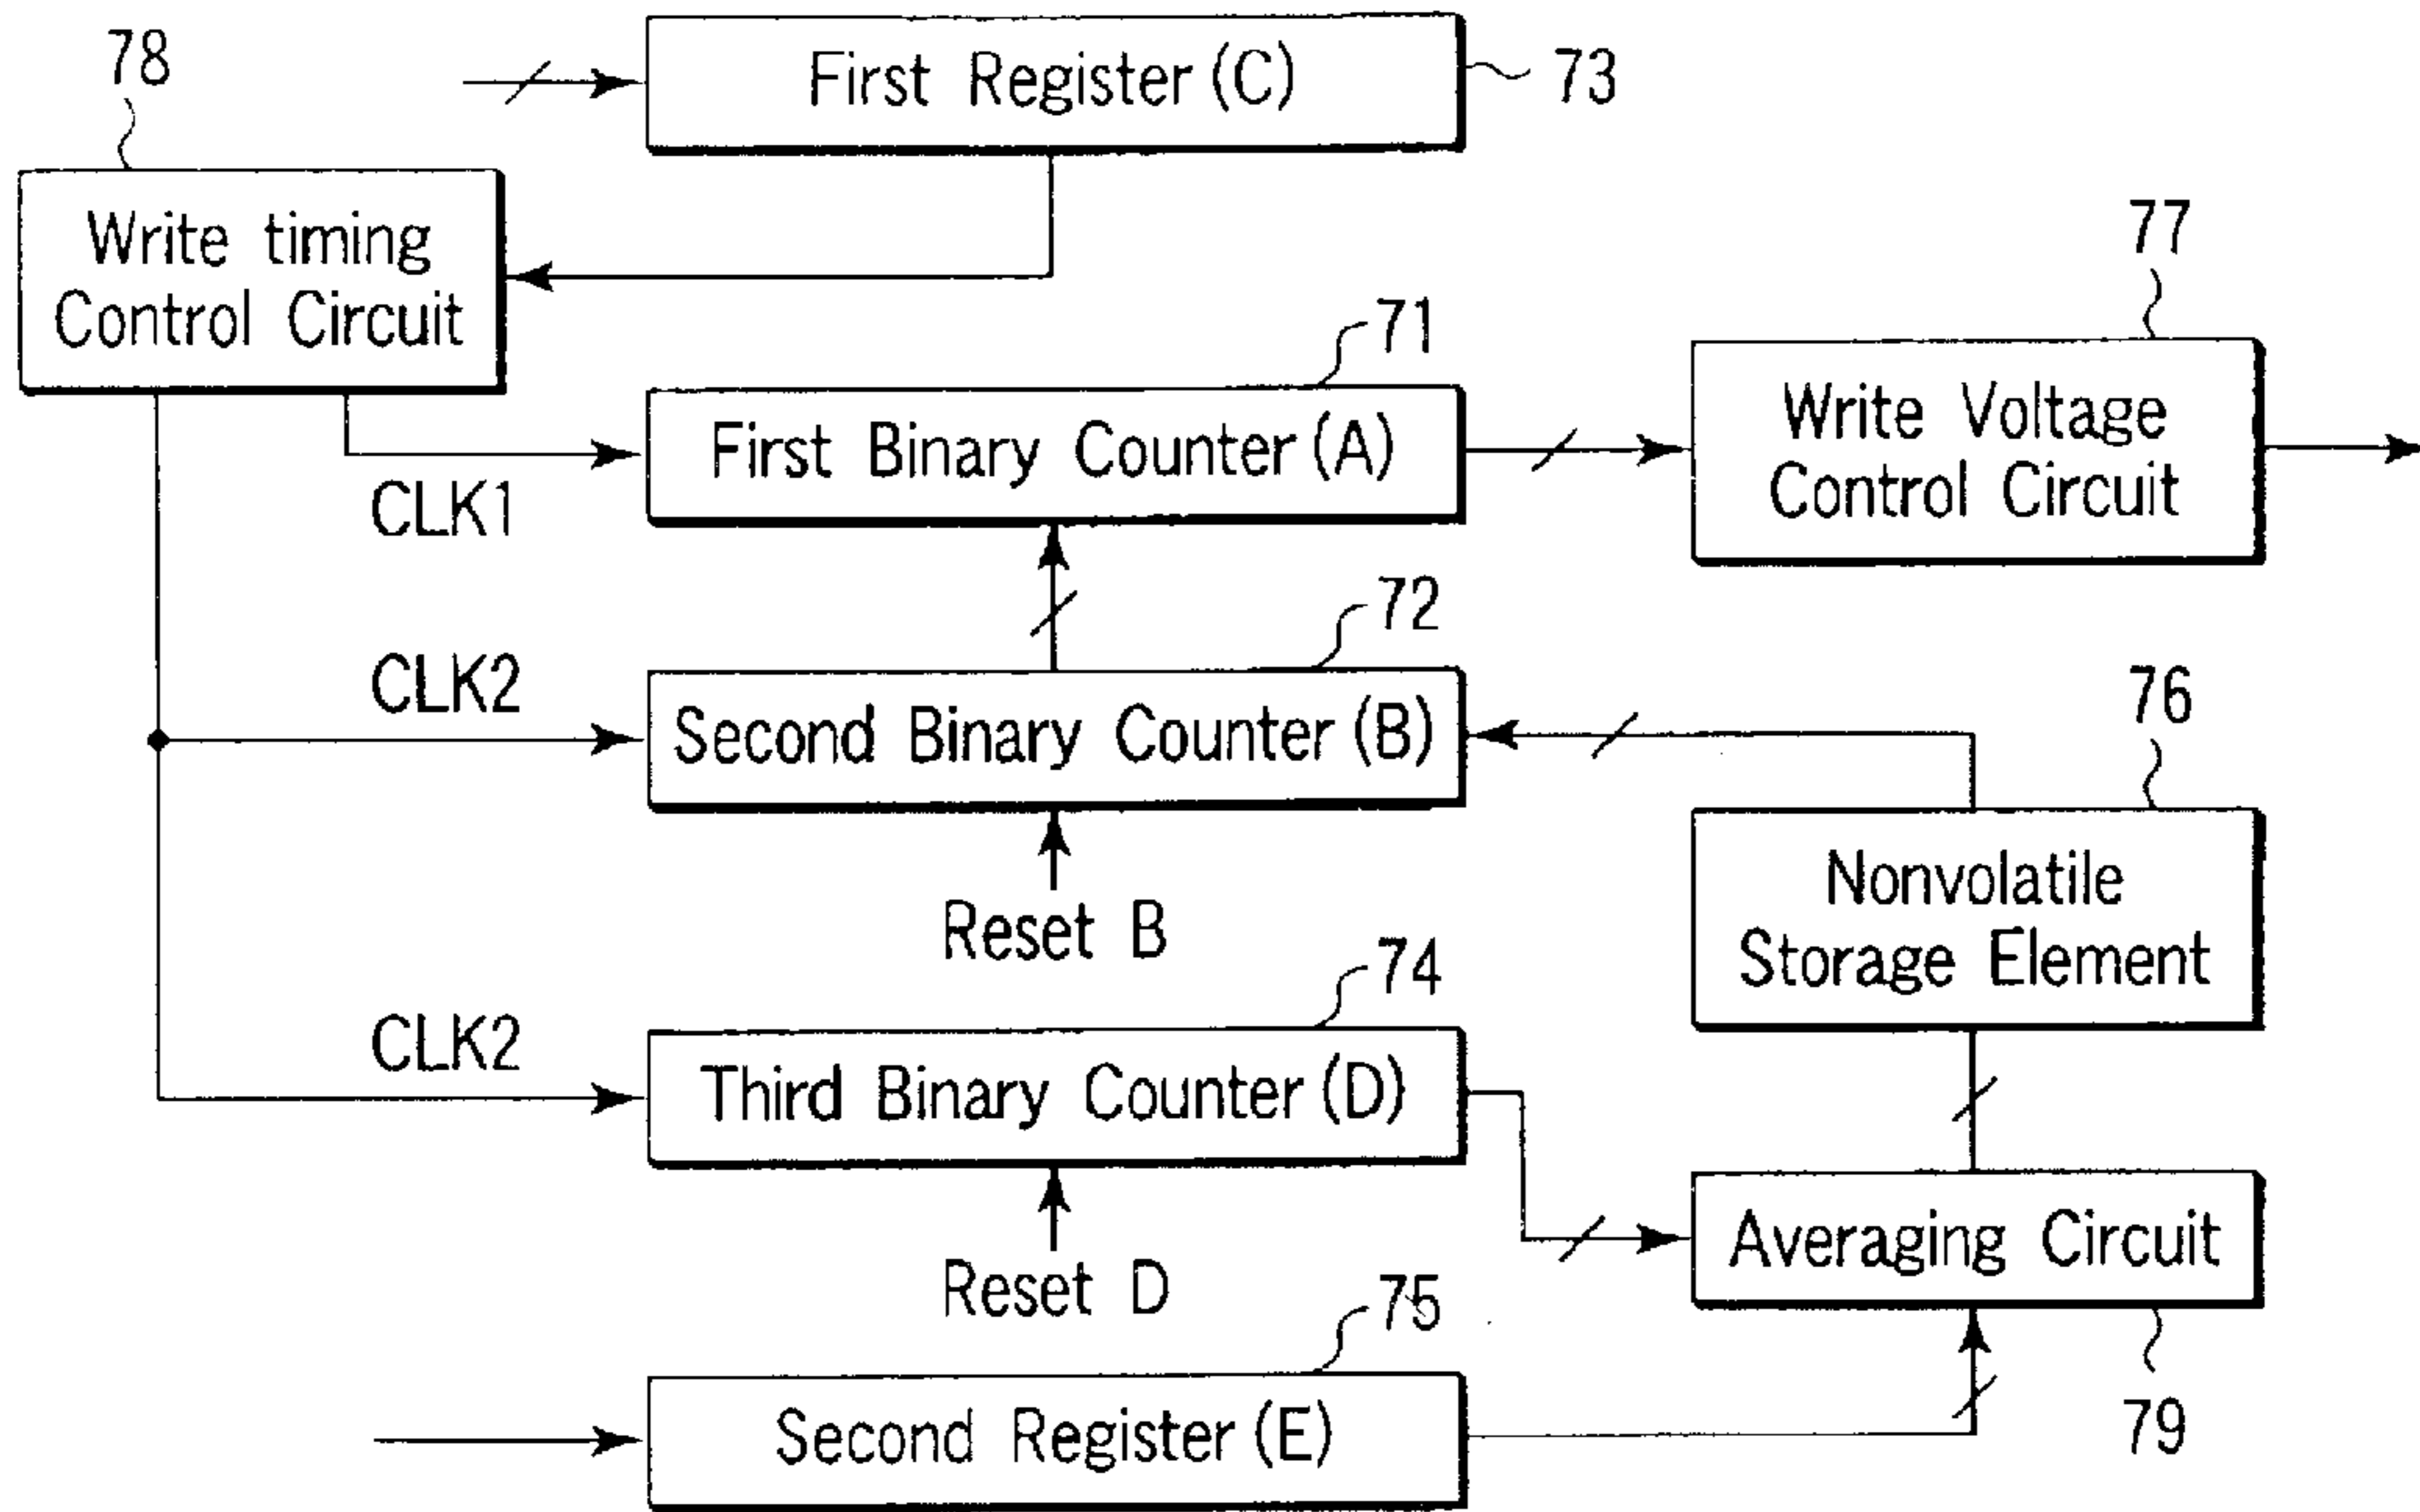 78
First Register (C)
73
Write timing
Control Circuit
77
71
First Binary Counter (A)
Write Voltage
Control Circuit
CLK1
72
CLK2
Second Binary Counter (B)
76
Reset B
Nonvolatile
Storage Element
74
CLK2
Third Binary Counter (D)
Reset D
Averaging Circuit
75
79
Second Register (E)